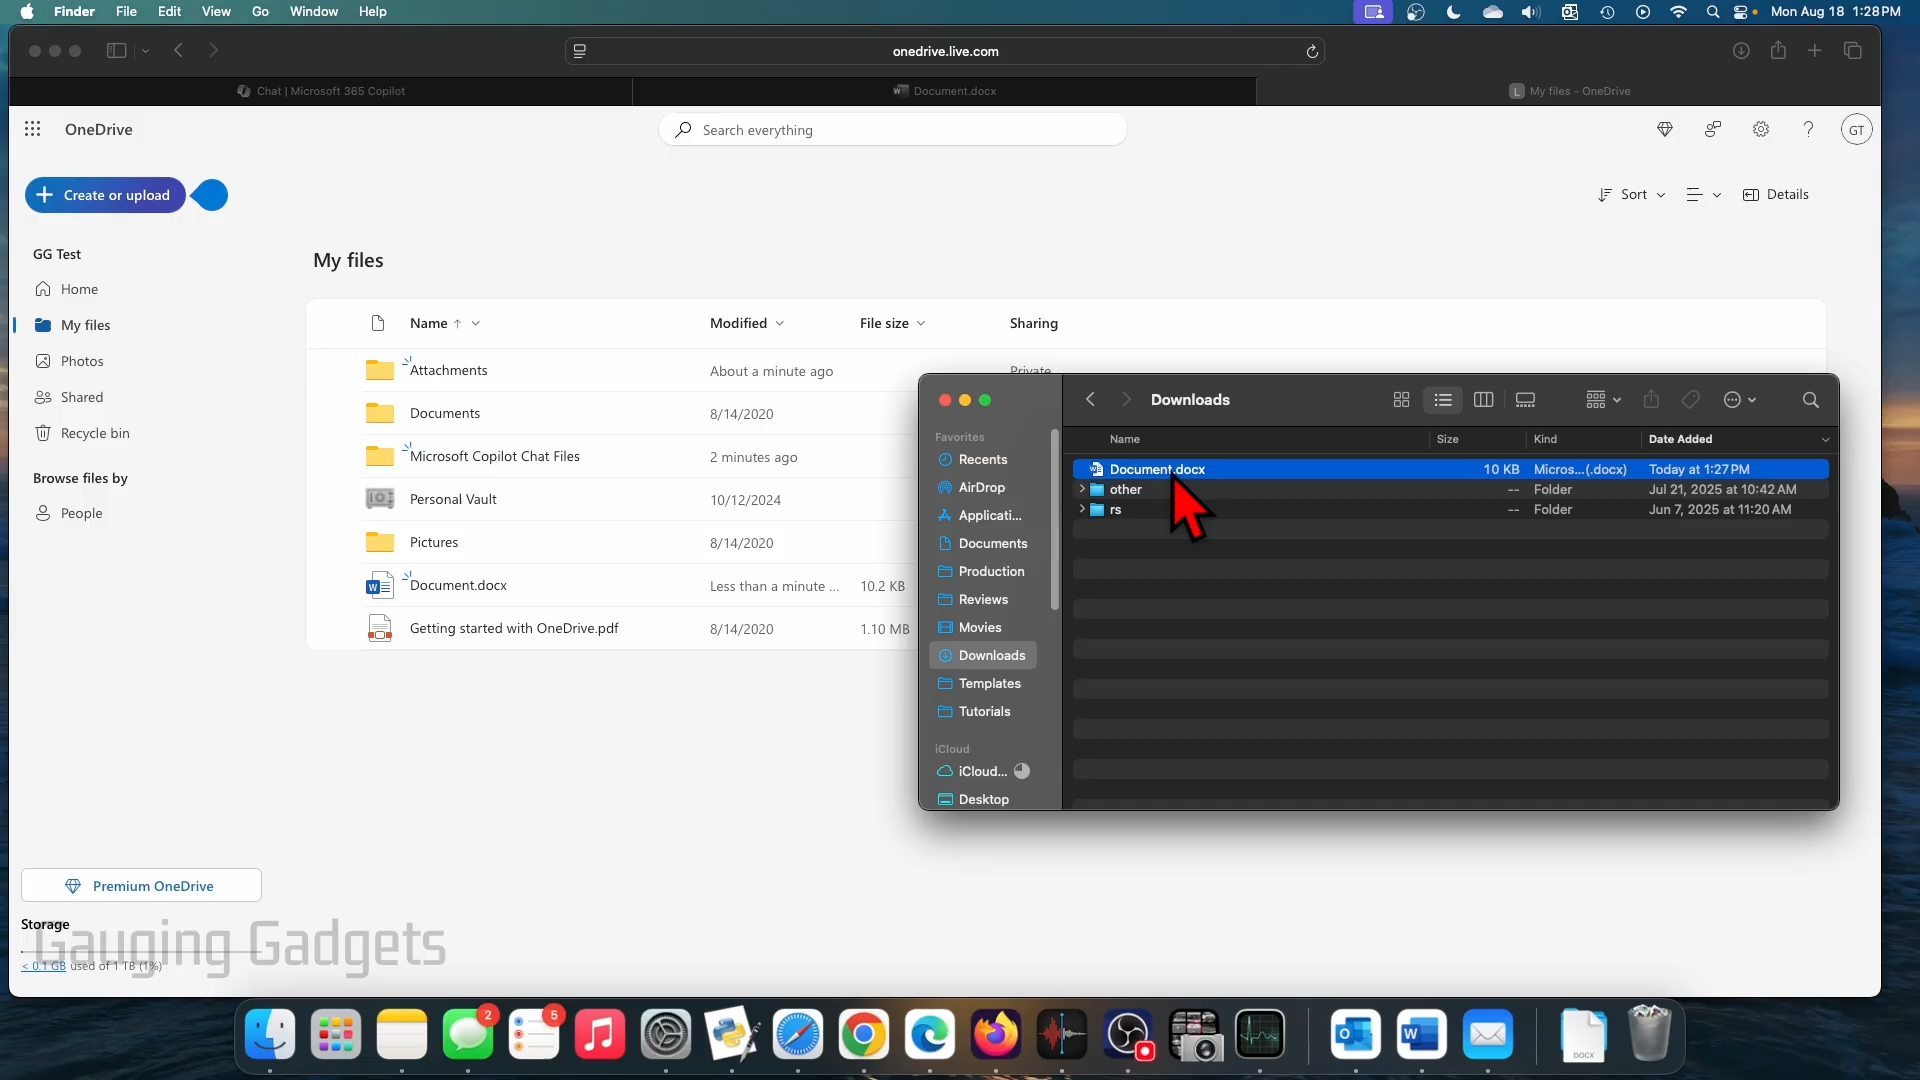 Finder File Edit View Go Window Help
Mon Aug 18 1:28 PM
onedrive.live.com
Chat | Microsoft 365 Copilot
Document.docx
L My files - OneDrive
OneDrive
Search everything
GT
Create or upload
Sort
Details
GG Test
Home
My files
Photos
Shared
Recycle bin
Browse files by
People
My files
Name Modified File size Sharing
Attachments About a minute ago Private
Documents 8/14/2020
Microsoft Copilot Chat Files 2 minutes ago
Personal Vault 10/12/2024
Pictures 8/14/2020
Document.docx Less than a minute ... 10.2 KB
Getting started with OneDrive.pdf 8/14/2020 1.10 MB
Downloads
Favorites
Recents
AirDrop
Applicati...
Documents
Production
Reviews
Movies
Downloads
Templates
Tutorials
iCloud
iCloud...
Desktop
Name Size Kind Date Added
Document.docx 10 KB Micros...(.docx) Today at 1:27 PM
other -- Folder Jul 21, 2025 at 10:42 AM
rs -- Folder Jun 7, 2025 at 11:20 AM
Premium OneDrive
Storage
< 0.1 GB used of 1 TB (1%)
Gauging Gadgets
2
5
DOCX